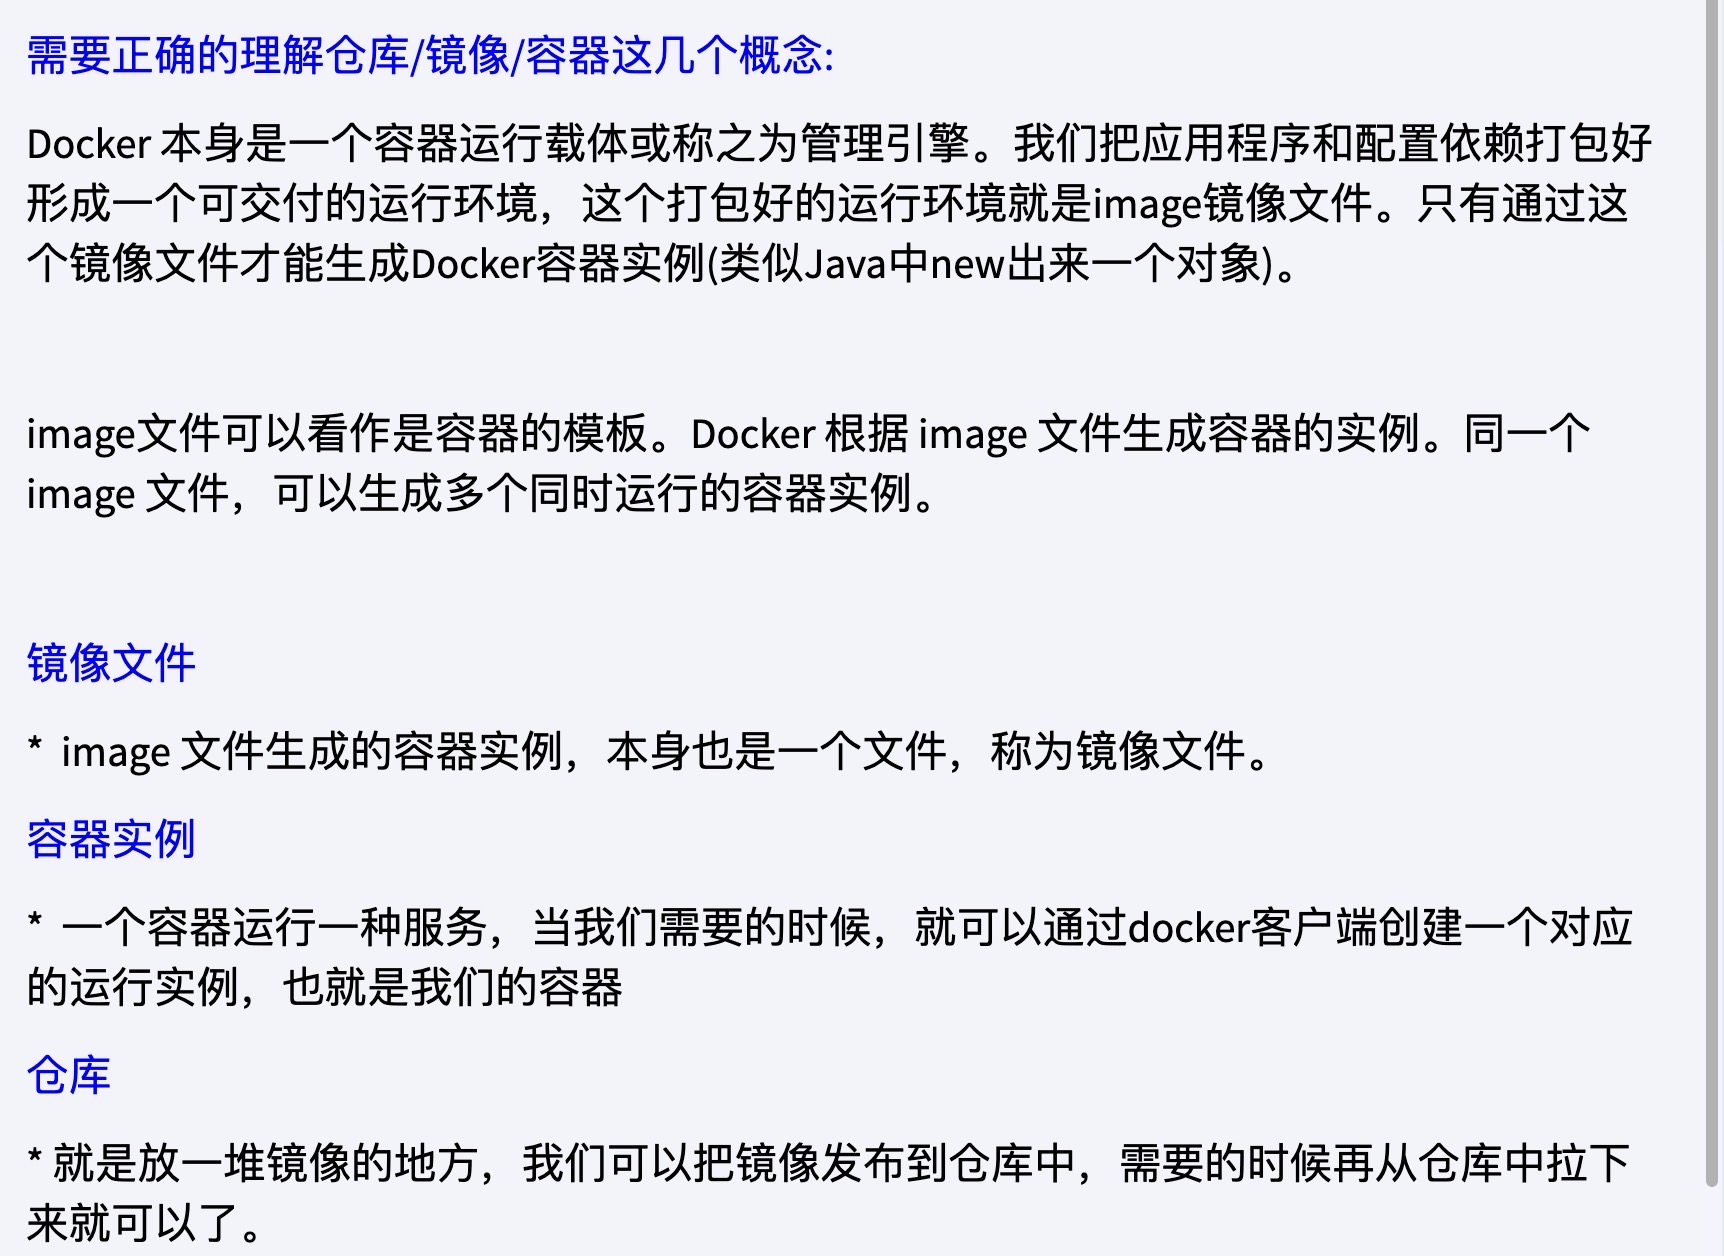 需要正确的理解仓库/镜像/容器这几个概念:
Docker 本身是一个容器运行载体或称之为管理引擎。我们把应用程序和配置依赖打包好
形成一个可交付的运行环境，这个打包好的运行环境就是image镜像文件。只有通过这
个镜像文件才能生成Docker容器实例(类似Java中new出来一个对象)。
image文件可以看作是容器的模板。Docker 根据 image 文件生成容器的实例。同一个
image 文件，可以生成多个同时运行的容器实例。
镜像文件
* image 文件生成的容器实例，本身也是一个文件，称为镜像文件。
容器实例
* 一个容器运行一种服务，当我们需要的时候，就可以通过docker客户端创建一个对应
的运行实例，也就是我们的容器
仓库
* 就是放一堆镜像的地方，我们可以把镜像发布到仓库中，需要的时候再从仓库中拉下
来就可以了。